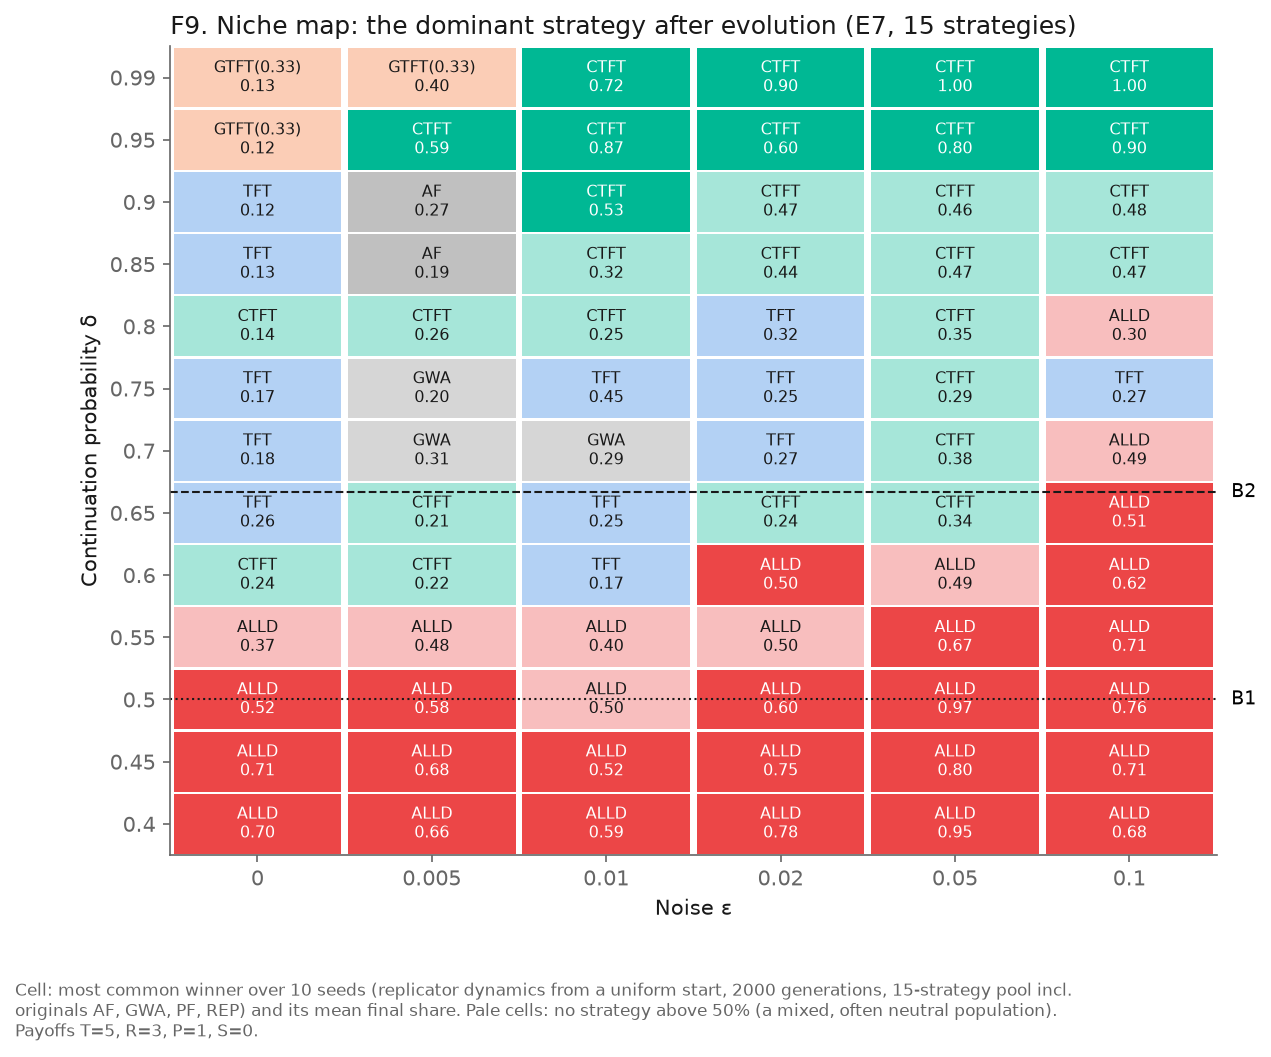 F9. Niche map: the dominant strategy after evolution (E7, 15 strategies)
Continuation probability δ
0.99
GTFT(0.33) GTFT(0.33) CTFT CTFT CTFT CTFT
0.13 0.40 0.72 0.90 1.00 1.00
0.95
GTFT(0.33) CTFT CTFT CTFT CTFT CTFT
0.12 0.59 0.87 0.60 0.80 0.90
0.9
TFT AF CTFT CTFT CTFT CTFT
0.12 0.27 0.53 0.47 0.46 0.48
0.85
TFT AF CTFT CTFT CTFT CTFT
0.13 0.19 0.32 0.44 0.47 0.47
0.8
CTFT CTFT CTFT TFT CTFT ALLD
0.14 0.26 0.25 0.32 0.35 0.30
0.75
TFT GWA TFT TFT CTFT TFT
0.17 0.20 0.45 0.25 0.29 0.27
0.7
TFT GWA GWA TFT CTFT ALLD
0.18 0.31 0.29 0.27 0.38 0.49
B2
0.65
TFT CTFT TFT CTFT CTFT ALLD
0.26 0.21 0.25 0.24 0.34 0.51
0.6
CTFT CTFT TFT ALLD ALLD ALLD
0.24 0.22 0.17 0.50 0.49 0.62
0.55
ALLD ALLD ALLD ALLD ALLD ALLD
0.37 0.48 0.40 0.50 0.67 0.71
0.5
ALLD ALLD ALLD ALLD ALLD ALLD
0.52 0.58 0.50 0.60 0.97 0.76
B1
0.45
ALLD ALLD ALLD ALLD ALLD ALLD
0.71 0.68 0.52 0.75 0.80 0.71
0.4
ALLD ALLD ALLD ALLD ALLD ALLD
0.70 0.66 0.59 0.78 0.95 0.68
0 0.005 0.01 0.02 0.05 0.1
Noise ε
Cell: most common winner over 10 seeds (replicator dynamics from a uniform start, 2000 generations, 15-strategy pool incl.
originals AF, GWA, PF, REP) and its mean final share. Pale cells: no strategy above 50% (a mixed, often neutral population).
Payoffs T=5, R=3, P=1, S=0.